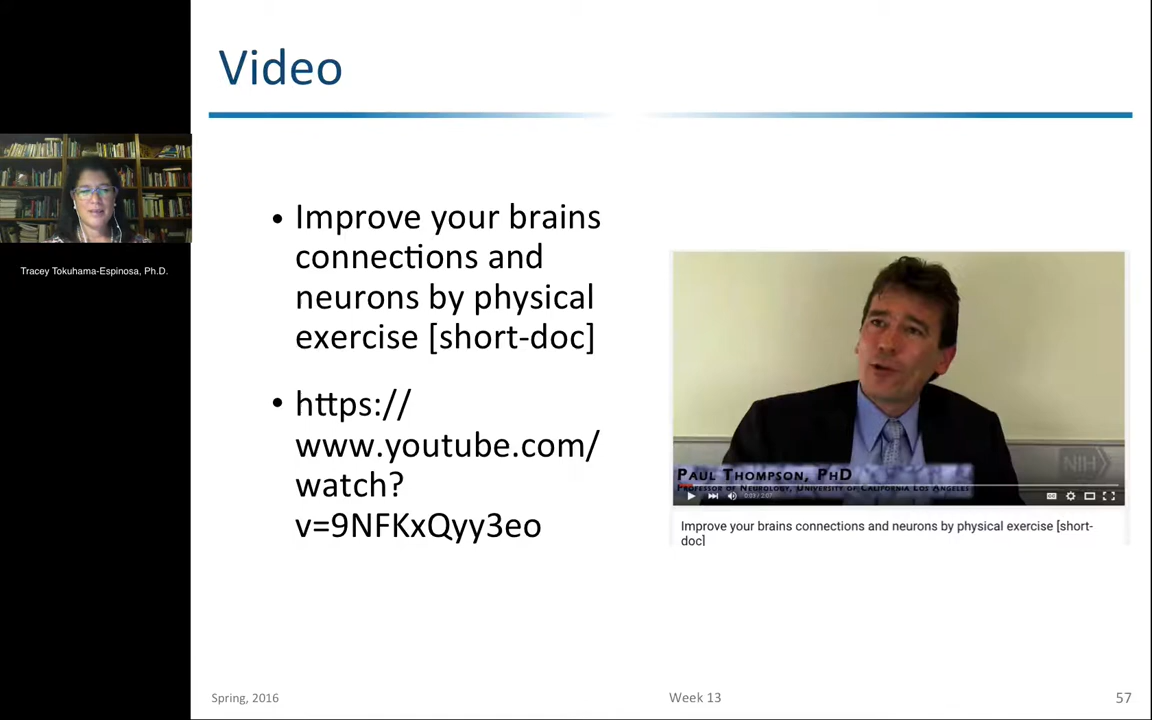 Video
Tracey Tokuhama-Espinosa, Ph.D.
• Improve your brains
connections and
neurons by physical
exercise [short-doc]
• https://
www.youtube.com/
watch?
v=9NFKxQyy3eo
NIH
PAUL THOMPSON, PHD
PROFESSOR OF NEUROLOGY, UNIVERSITY OF CALIFORNIA LOS ANGELES
Improve your brains connections and neurons by physical exercise [short-
doc]
Spring, 2016
Week 13
57